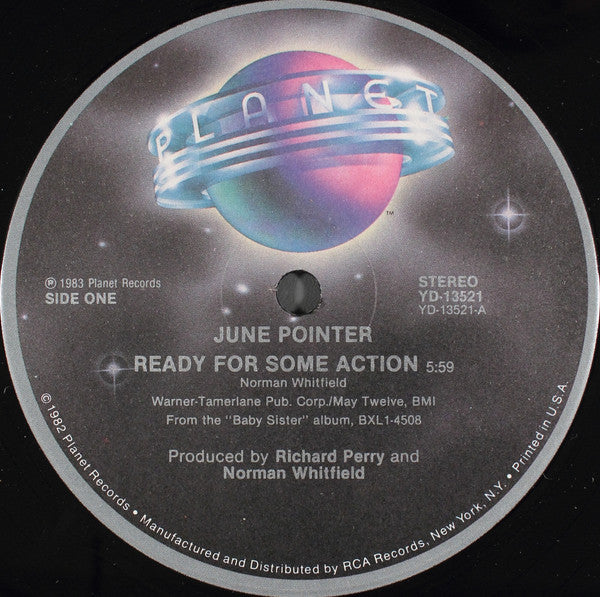 PLANET
™
℗ 1983 Planet Records
SIDE ONE
STEREO
YD-13521
YD-13521-A
JUNE POINTER
READY FOR SOME ACTION 5:59
Norman Whitfield
Warner-Tamerlane Pub. Corp./May Twelve, BMI
From the "Baby Sister" album, BXL1-4508
Produced by Richard Perry and
Norman Whitfield
©1982 Planet Records • Manufactured and Distributed by RCA Records, New York, N.Y. • Printed in U.S.A.